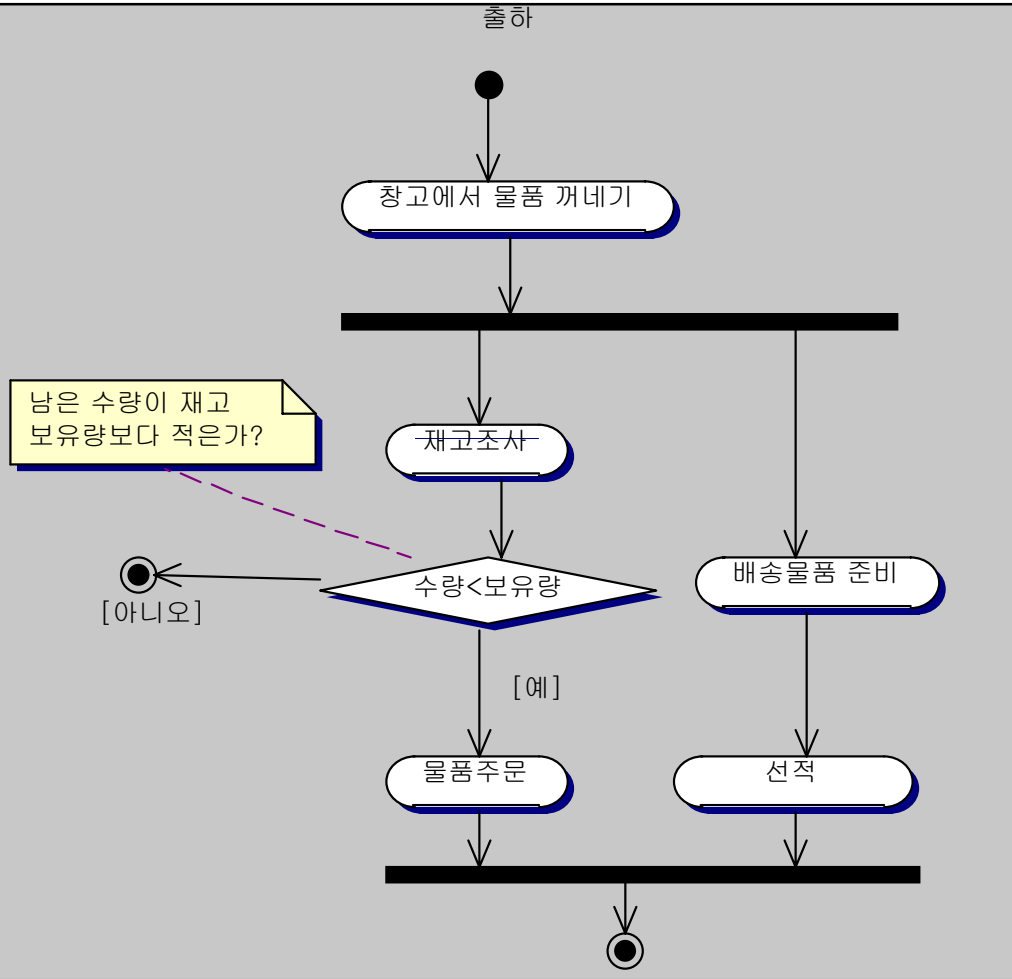 출하
창고에서 물품 꺼네기
남은 수량이 재고
보유량보다 적은가?
재고조사
수량<보유량
배송물품 준비
[아니오]
[예]
물품주문
선적